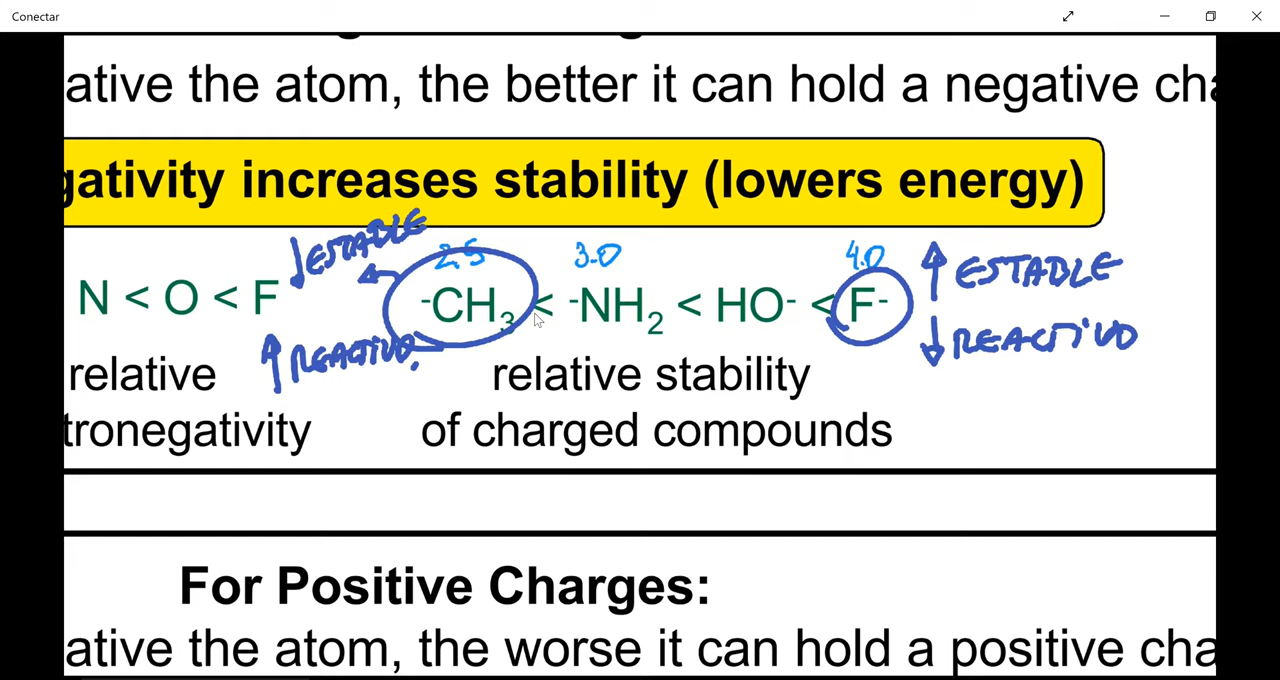 Conectar
ative the atom, the better it can hold a negative cha
gativity increases stability (lowers energy)
↓ESTABLE
2.5 3.0 4.0
↑ ESTABLE
N < O < F
⁻CH₃ < ⁻NH₂ < HO⁻ < F⁻
↑ REACTIVO.
↓ REACTIVO
relative
tronegativity
relative stability
of charged compounds
For Positive Charges:
ative the atom, the worse it can hold a positive cha